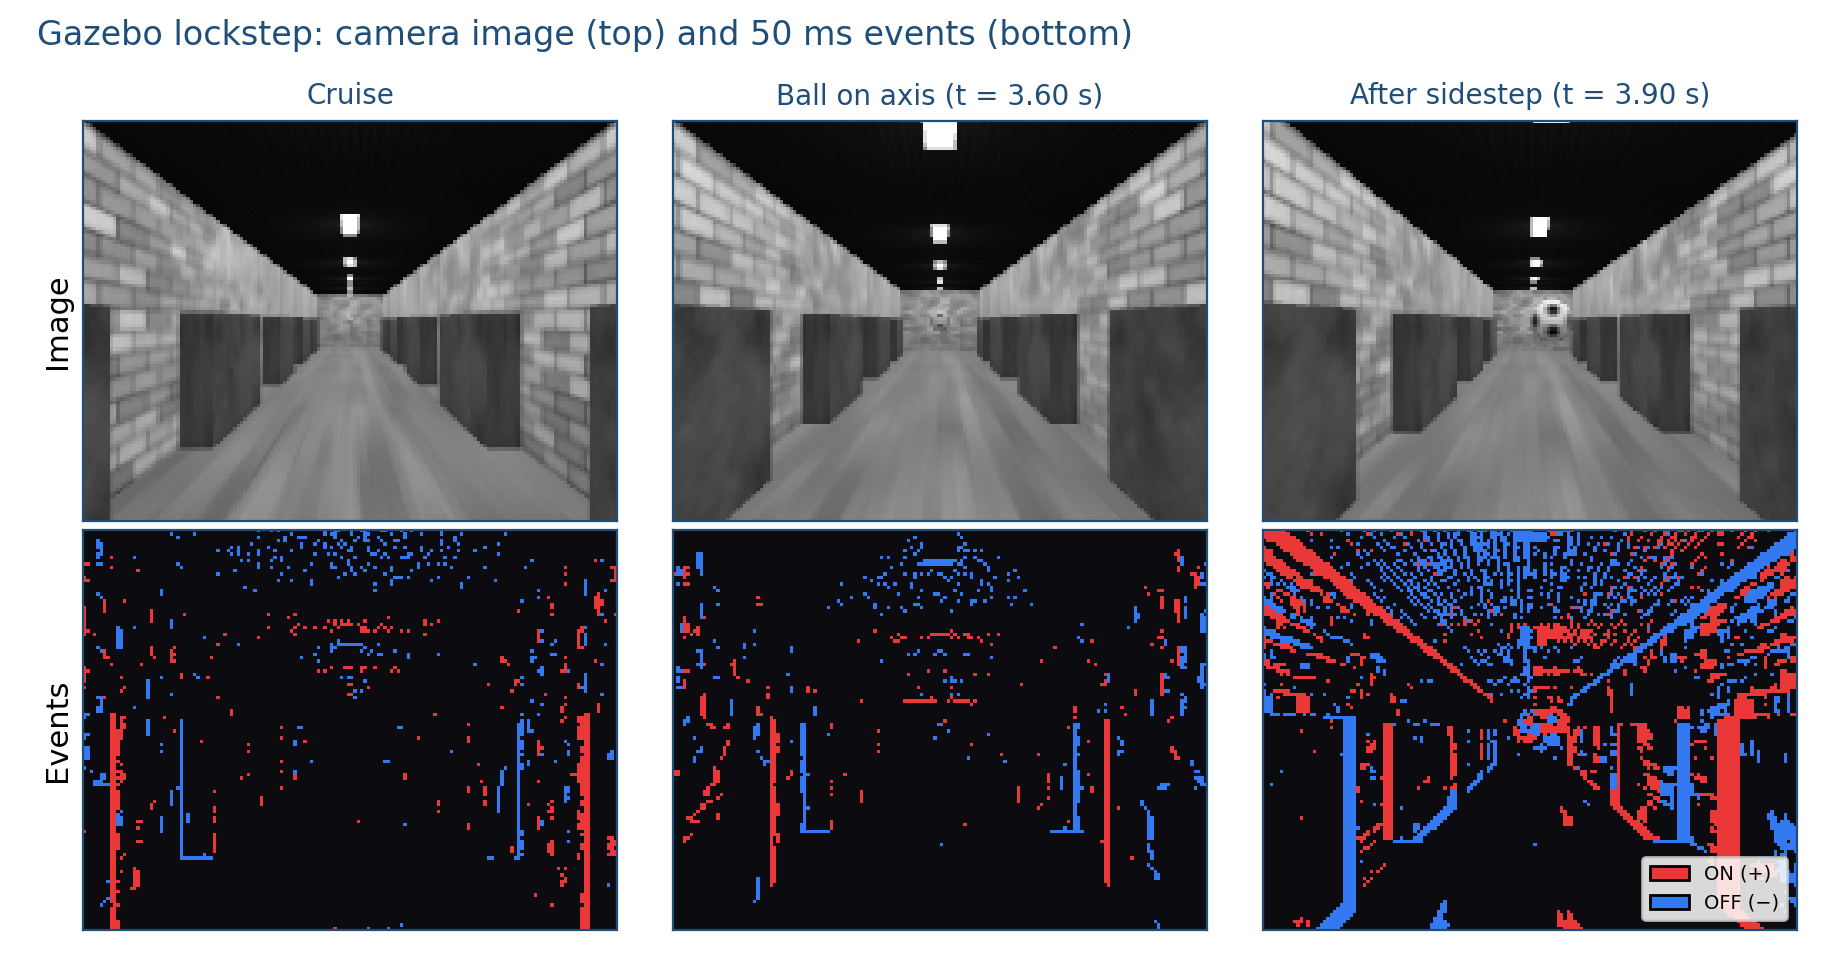 Gazebo lockstep: camera image (top) and 50 ms events (bottom)
Cruise
Ball on axis (t = 3.60 s)
After sidestep (t = 3.90 s)
Image
Events
ON (+)
OFF (−)